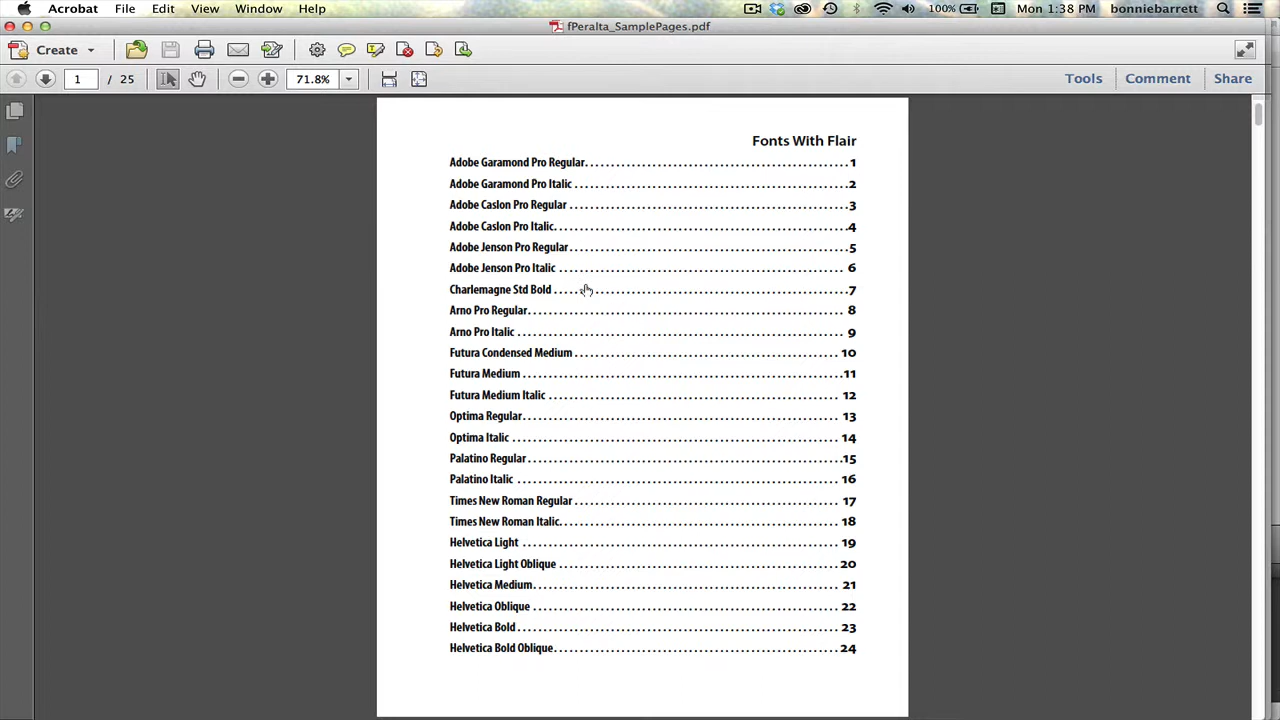 Acrobat File Edit View Window Help 100% Mon 1:38 PM bonniebarrett
fPeralta_SamplePages.pdf
Create
1 / 25 71.8% Tools Comment Share
Fonts With Flair
Adobe Garamond Pro Regular. . . . . . . . . . . . . . . . . . . . . . . . . . . . . . . . . . . . . . . . .1
Adobe Garamond Pro Italic . . . . . . . . . . . . . . . . . . . . . . . . . . . . . . . . . . . . . . . . . .2
Adobe Caslon Pro Regular . . . . . . . . . . . . . . . . . . . . . . . . . . . . . . . . . . . . . . . . . . .3
Adobe Caslon Pro Italic. . . . . . . . . . . . . . . . . . . . . . . . . . . . . . . . . . . . . . . . . . . . .4
Adobe Jenson Pro Regular. . . . . . . . . . . . . . . . . . . . . . . . . . . . . . . . . . . . . . . . . . .5
Adobe Jenson Pro Italic . . . . . . . . . . . . . . . . . . . . . . . . . . . . . . . . . . . . . . . . . . . 6
Charlemagne Std Bold . . . . . . . . . . . . . . . . . . . . . . . . . . . . . . . . . . . . . . . . . . . . .7
Arno Pro Regular. . . . . . . . . . . . . . . . . . . . . . . . . . . . . . . . . . . . . . . . . . . . . . . . 8
Arno Pro Italic . . . . . . . . . . . . . . . . . . . . . . . . . . . . . . . . . . . . . . . . . . . . . . . . . 9
Futura Condensed Medium . . . . . . . . . . . . . . . . . . . . . . . . . . . . . . . . . . . . . . . . . 10
Futura Medium . . . . . . . . . . . . . . . . . . . . . . . . . . . . . . . . . . . . . . . . . . . . . . . . .11
Futura Medium Italic . . . . . . . . . . . . . . . . . . . . . . . . . . . . . . . . . . . . . . . . . . . . . 12
Optima Regular. . . . . . . . . . . . . . . . . . . . . . . . . . . . . . . . . . . . . . . . . . . . . . . . . 13
Optima Italic . . . . . . . . . . . . . . . . . . . . . . . . . . . . . . . . . . . . . . . . . . . . . . . . . . 14
Palatino Regular . . . . . . . . . . . . . . . . . . . . . . . . . . . . . . . . . . . . . . . . . . . . . . . .15
Palatino Italic . . . . . . . . . . . . . . . . . . . . . . . . . . . . . . . . . . . . . . . . . . . . . . . . . 16
Times New Roman Regular . . . . . . . . . . . . . . . . . . . . . . . . . . . . . . . . . . . . . . . . . 17
Times New Roman Italic. . . . . . . . . . . . . . . . . . . . . . . . . . . . . . . . . . . . . . . . . . . 18
Helvetica Light . . . . . . . . . . . . . . . . . . . . . . . . . . . . . . . . . . . . . . . . . . . . . . . . . 19
Helvetica Light Oblique . . . . . . . . . . . . . . . . . . . . . . . . . . . . . . . . . . . . . . . . . . . 20
Helvetica Medium. . . . . . . . . . . . . . . . . . . . . . . . . . . . . . . . . . . . . . . . . . . . . . . 21
Helvetica Oblique . . . . . . . . . . . . . . . . . . . . . . . . . . . . . . . . . . . . . . . . . . . . . . . 22
Helvetica Bold . . . . . . . . . . . . . . . . . . . . . . . . . . . . . . . . . . . . . . . . . . . . . . . . . 23
Helvetica Bold Oblique. . . . . . . . . . . . . . . . . . . . . . . . . . . . . . . . . . . . . . . . . . . . 24